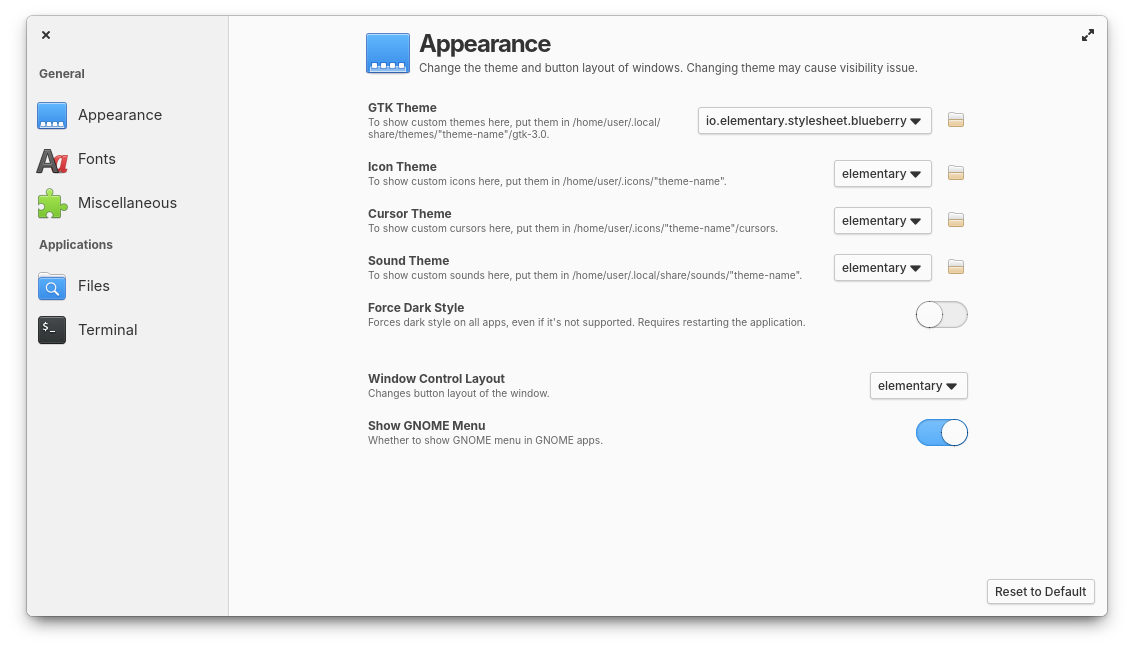 General
Appearance
Fonts
Miscellaneous
Applications
Files
$_
Terminal
Appearance
Change the theme and button layout of windows. Changing theme may cause visibility issue.
GTK Theme
To show custom themes here, put them in /home/user/.local/
share/themes/"theme-name"/gtk-3.0.
io.elementary.stylesheet.blueberry
Icon Theme
To show custom icons here, put them in /home/user/.icons/"theme-name".
elementary
Cursor Theme
To show custom cursors here, put them in /home/user/.icons/"theme-name"/cursors.
elementary
Sound Theme
To show custom sounds here, put them in /home/user/.local/share/sounds/"theme-name".
elementary
Force Dark Style
Forces dark style on all apps, even if it's not supported. Requires restarting the application.
Window Control Layout
Changes button layout of the window.
elementary
Show GNOME Menu
Whether to show GNOME menu in GNOME apps.
Reset to Default